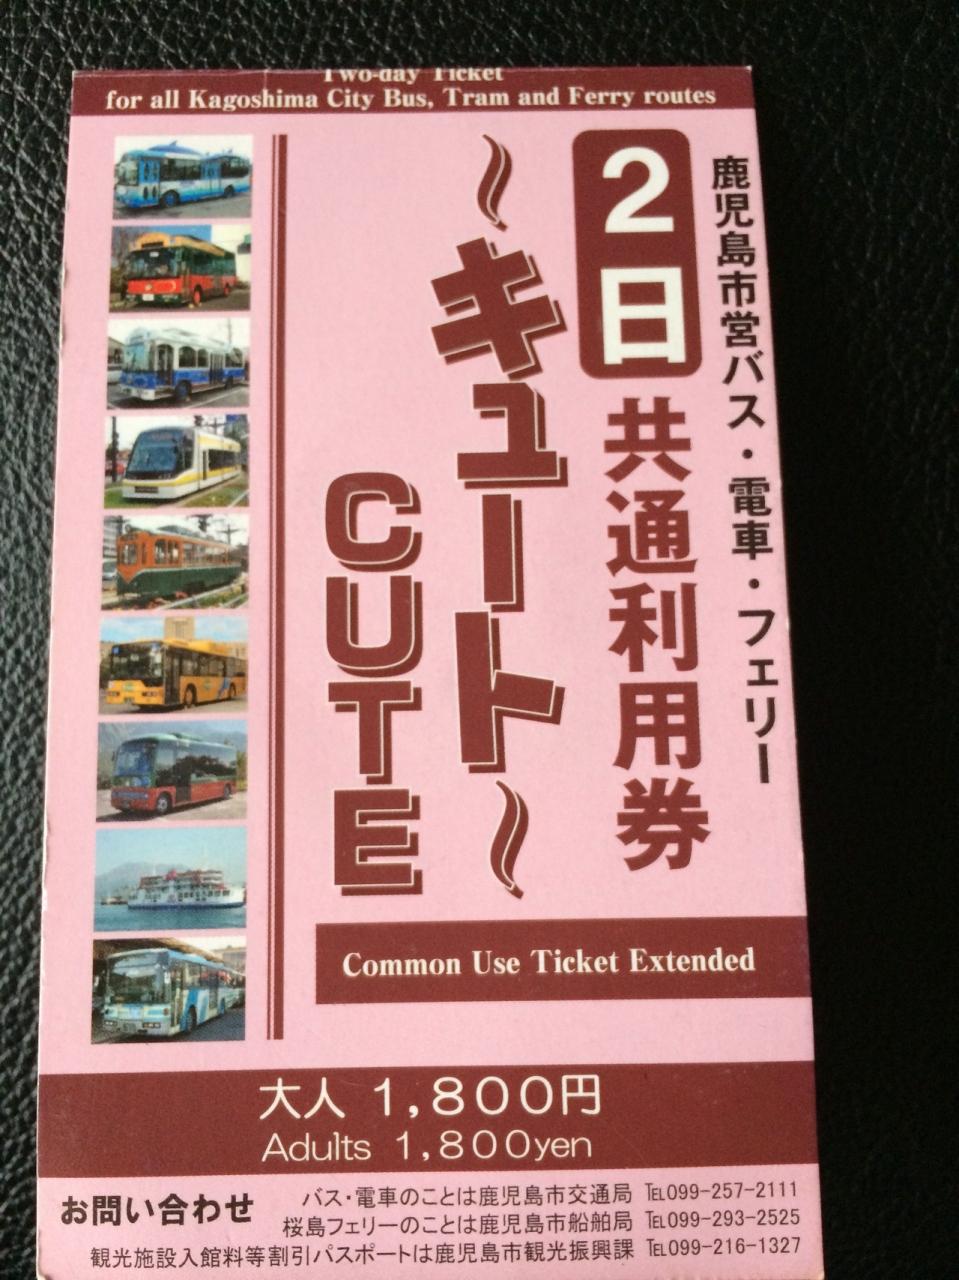 Two-day Ticket
for all Kagoshima City Bus, Tram and Ferry routes
鹿児島市営バス・電車・フェリー
2日共通利用券
～キュート～
CUTE
Common Use Ticket Extended
大人 1,800円
Adults 1,800yen
お問い合わせ
バス・電車のことは鹿児島市交通局 TEL099-257-2111
桜島フェリーのことは鹿児島市船舶局 TEL099-293-2525
観光施設入館料等割引パスポートは鹿児島市観光振興課 TEL099-216-1327